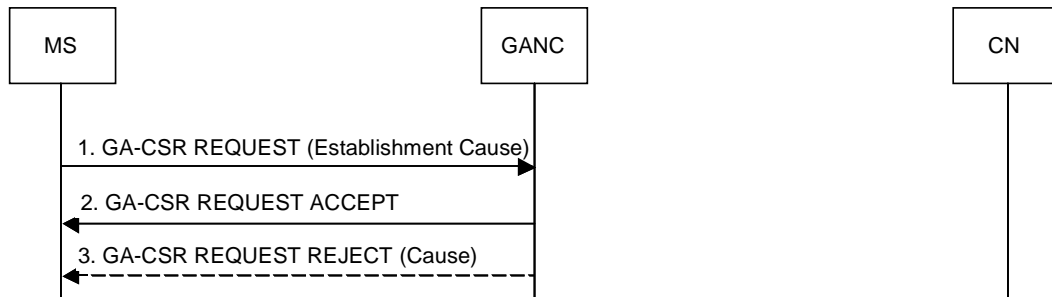 MS
GANC
CN
1. GA-CSR REQUEST (Establishment Cause)
2. GA-CSR REQUEST ACCEPT
3. GA-CSR REQUEST REJECT (Cause)